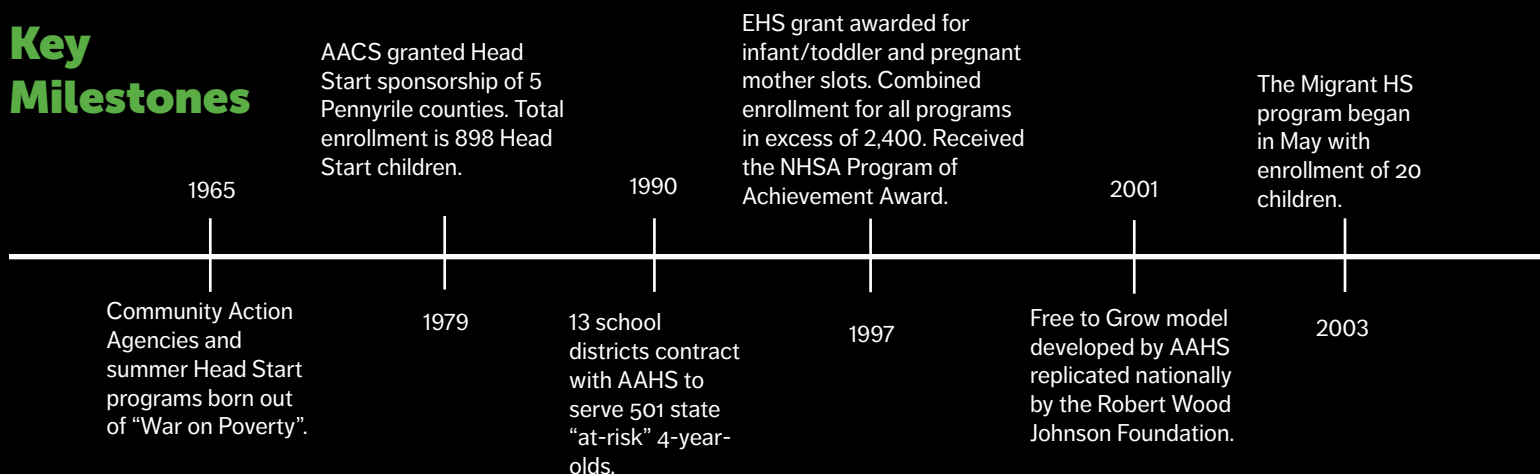 Key
Milestones
1965
Community Action
Agencies and
summer Head Start
programs born out
of “War on Poverty”.
AACS granted Head
Start sponsorship of 5
Pennyrile counties. Total
enrollment is 898 Head
Start children.
1979
1990
13 school
districts contract
with AAHS to
serve 501 state
“at-risk” 4-year-
olds.
EHS grant awarded for
infant/toddler and pregnant
mother slots. Combined
enrollment for all programs
in excess of 2,400. Received
the NHSA Program of
Achievement Award.
1997
2001
Free to Grow model
developed by AAHS
replicated nationally
by the Robert Wood
Johnson Foundation.
The Migrant HS
program began
in May with
enrollment of 20
children.
2003